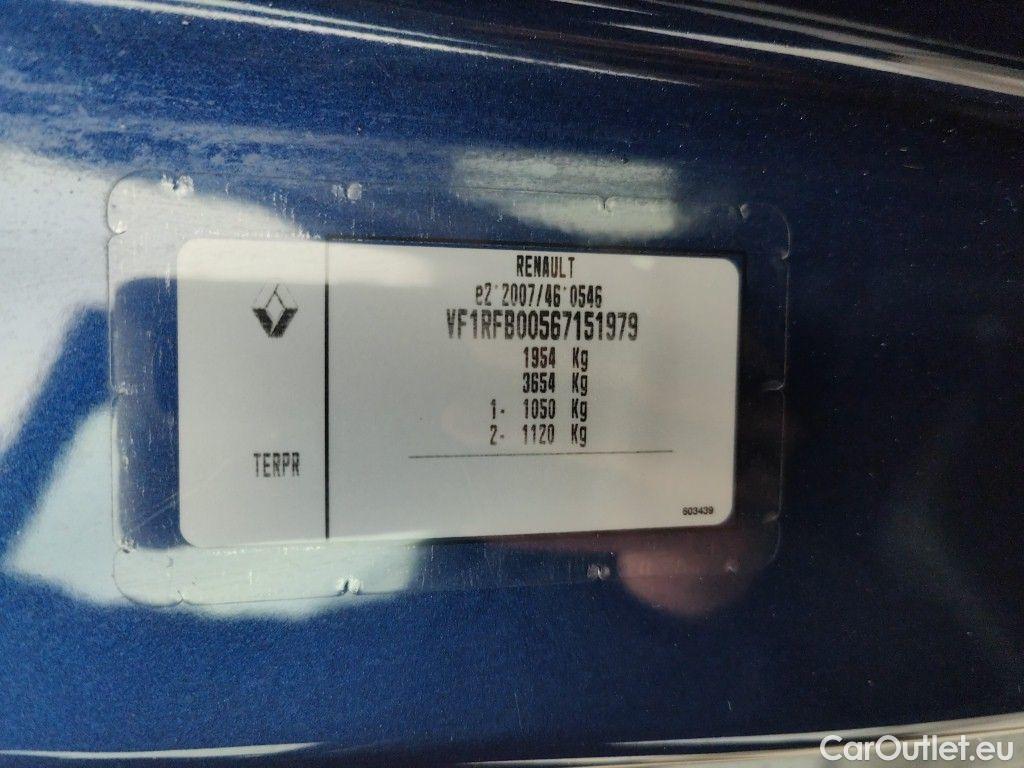 RENAULT
e2*2007/46*0546
VF1RFB00567151979
1954 Kg
3654 Kg
1- 1050 Kg
2- 1120 Kg
TERPR
603439
CarOutlet.eu